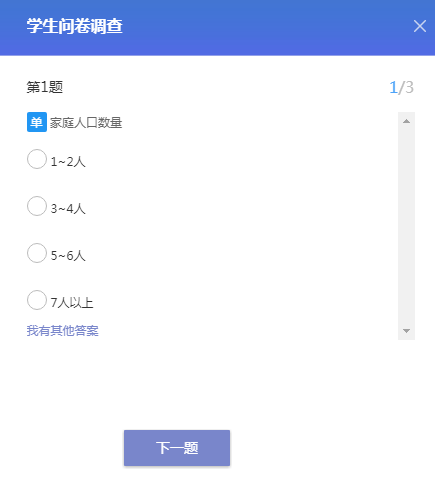 学生问卷调查
第1题 1/3
单 家庭人口数量
1~2人
3~4人
5~6人
7人以上
我有其他答案
下一题